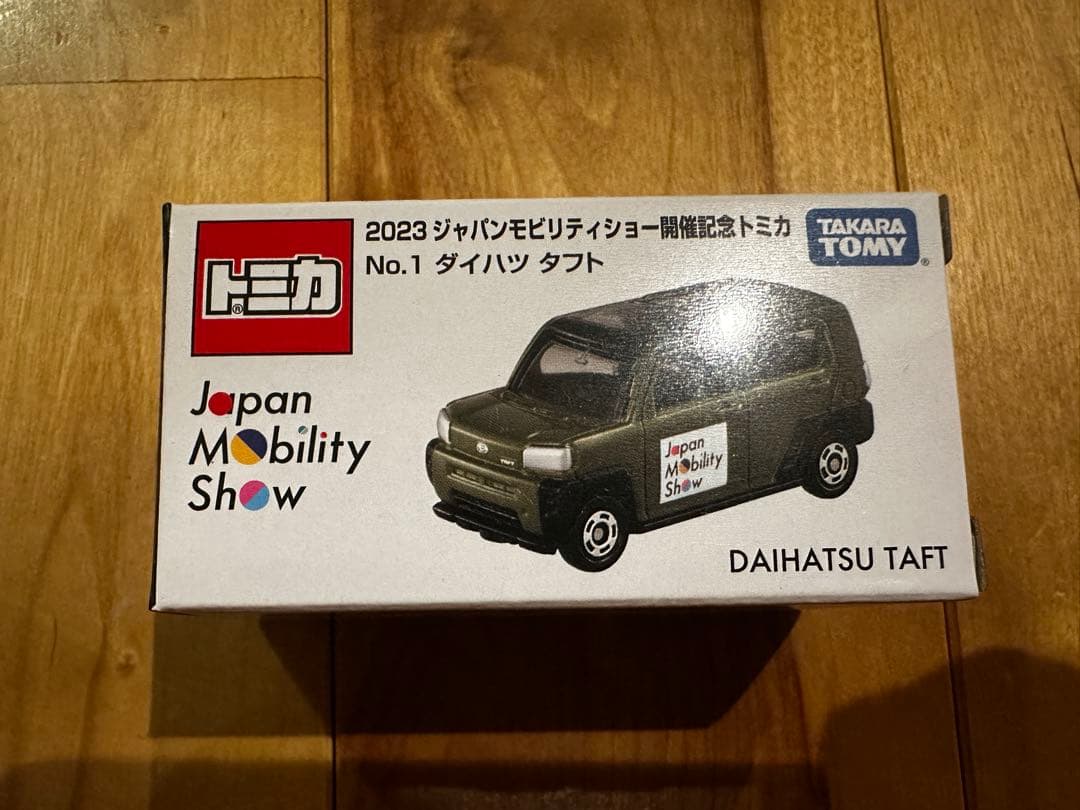 トミカ®
2023 ジャパンモビリティショー開催記念トミカ
No.1 ダイハツ タフト
TAKARA
TOMY®
Japan
Mobility
Show
TAFT
Japan
Mobility
Show
DAIHATSU TAFT